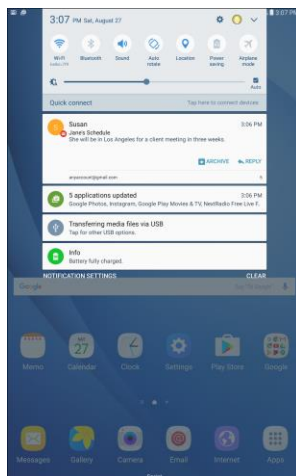 3:07 PM Sat, August 27
3:07 PM
Wi-Fi
Bluetooth
Sound
Auto rotate
Location
Power saving
Airplane mode
Auto
Quick connect
Tap here to connect devices.
Susan 3:06 PM
Jane's Schedule
She will be in Los Angeles for a client meeting in three weeks.
ARCHIVE REPLY
5 applications updated 3:06 PM
Google Photos, Instagram, Google Play Movies & TV, NextRadio Free Live F..
Transferring media files via USB
Tap for other USB options.
Info
Battery fully charged.
NOTIFICATION SETTINGS CLEAR
Google
27
Memo Calendar Clock Settings Play Store Google
Messages Gallery Camera Email Internet Apps